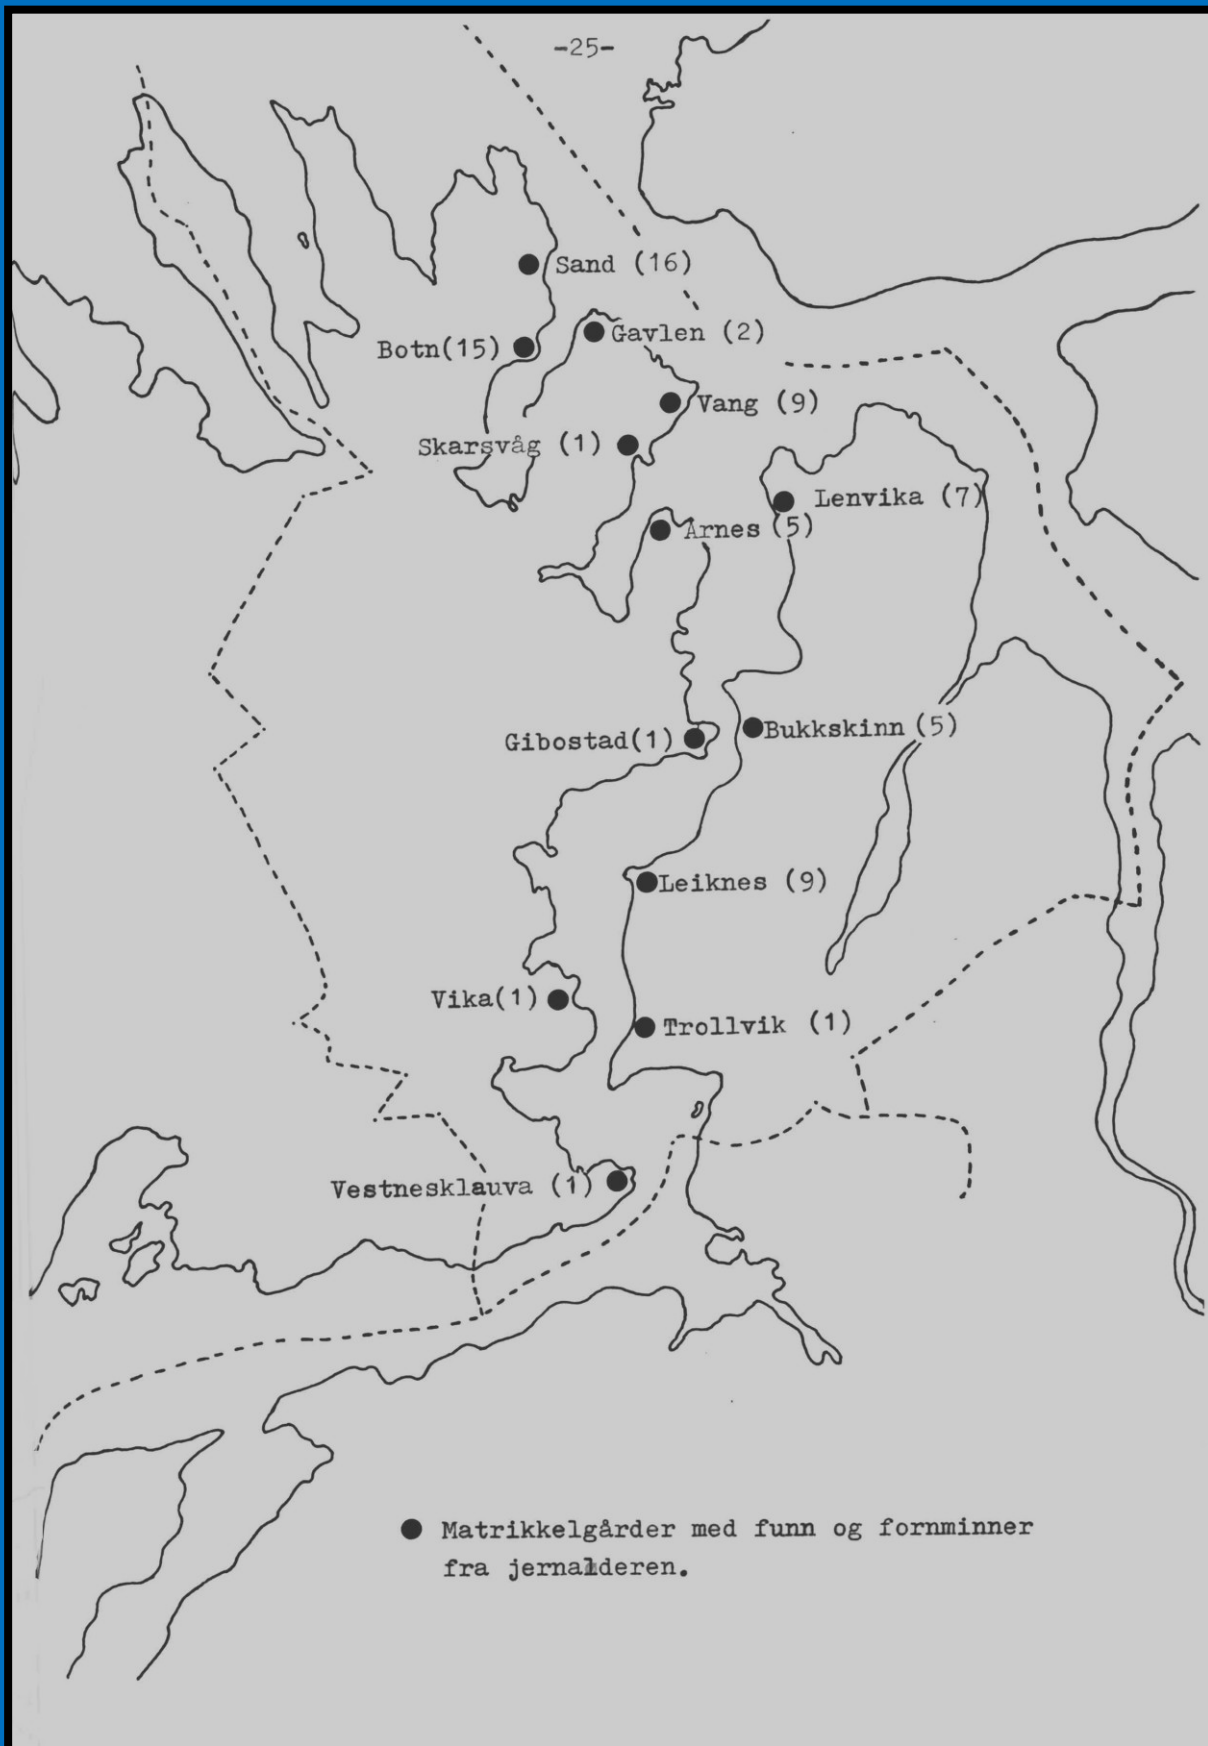 -25-
Sand (16)
Gavlen (2)
Botn(15)
Vang (9)
Skarsvåg (1)
Lenvika (7)
Årnes (5)
Bukkskinn (5)
Gibostad(1)
Leiknes (9)
Vika(1)
Trollvik (1)
Vestnesklauva (1)
Matrikkelgårder med funn og fornminner
fra jernalderen.